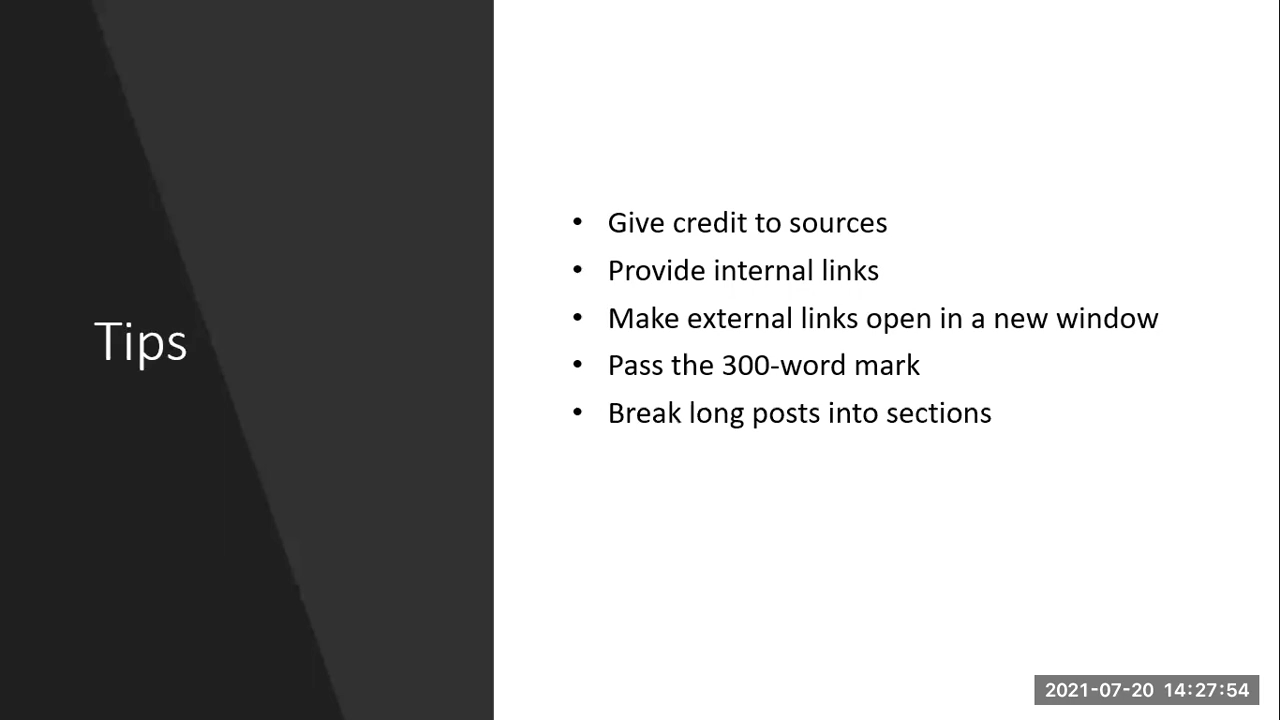 Tips
• Give credit to sources
• Provide internal links
• Make external links open in a new window
• Pass the 300-word mark
• Break long posts into sections
2021-07-20 14:27:54